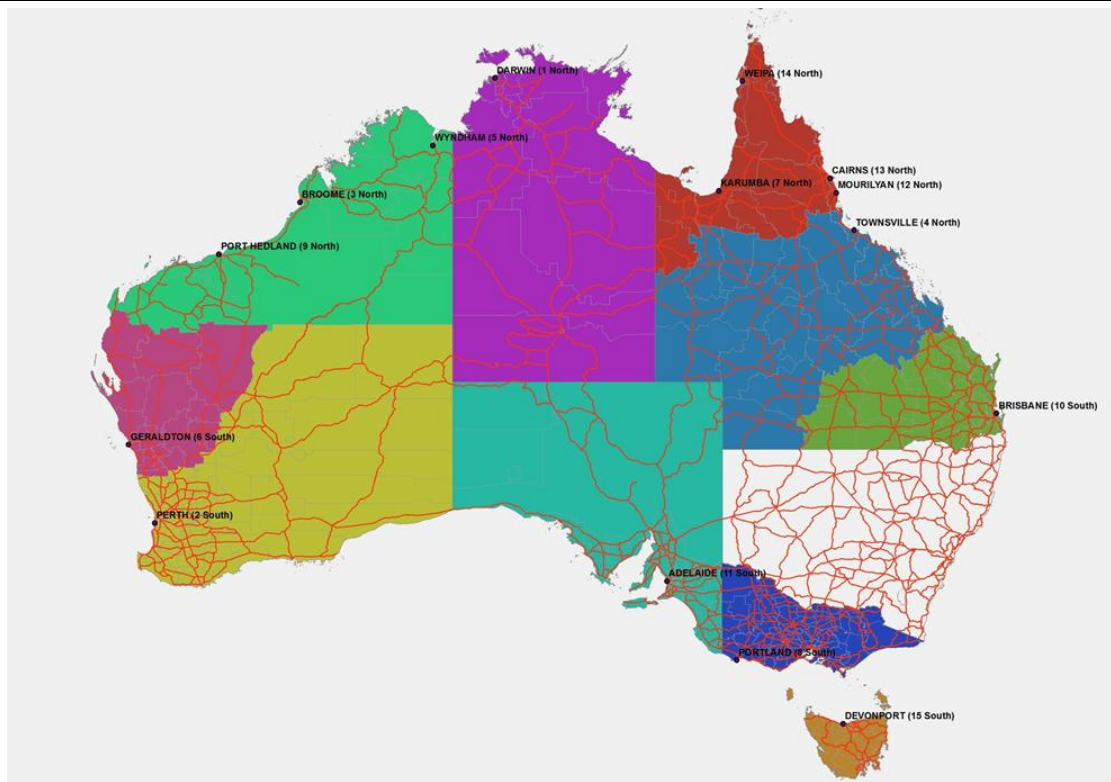 DARWIN (1 North)
WEIPA (14 North)
WYNDHAM (5 North)
CAIRNS (13 North)
KARUMBA (7 North)
MOURILYAN (12 North)
BROOME (3 North)
TOWNSVILLE (4 North)
PORT HEDLAND (9 North)
BRISBANE (10 South)
GERALDTON (6 South)
PERTH (2 South)
ADELAIDE (11 South)
PORTLAND (8 South)
DEVONPORT (15 South)